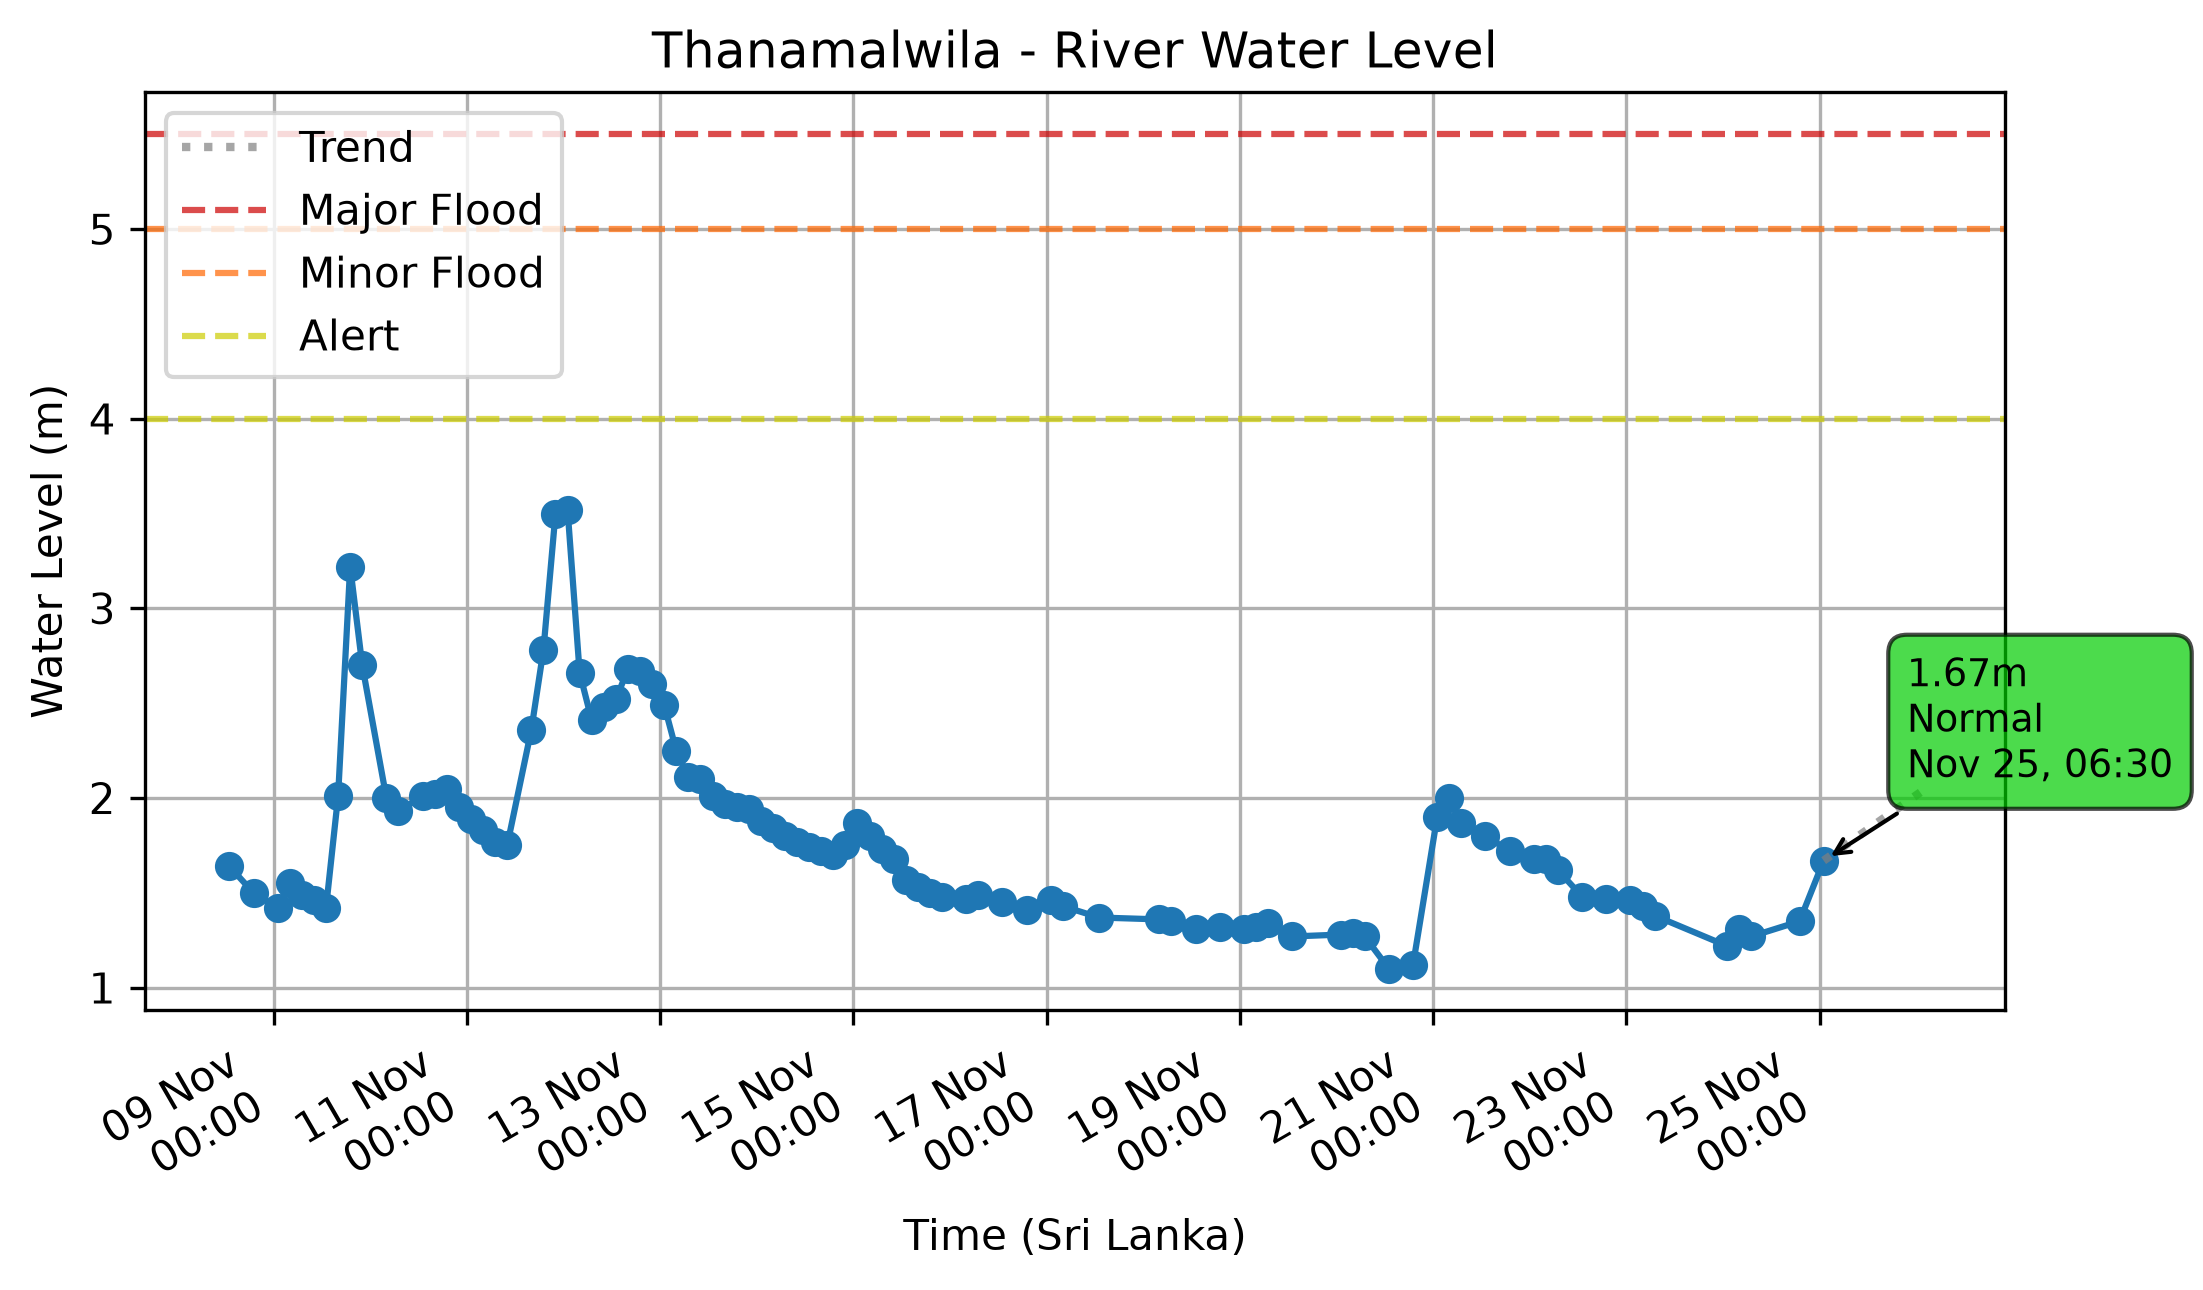 Thanamalwila - River Water Level
Trend
Major Flood
Minor Flood
Alert
Water Level (m)
5
4
3
2
1
1.67m
Normal
Nov 25, 06:30
09 Nov
00:00
11 Nov
00:00
13 Nov
00:00
15 Nov
00:00
17 Nov
00:00
19 Nov
00:00
21 Nov
00:00
23 Nov
00:00
25 Nov
00:00
Time (Sri Lanka)